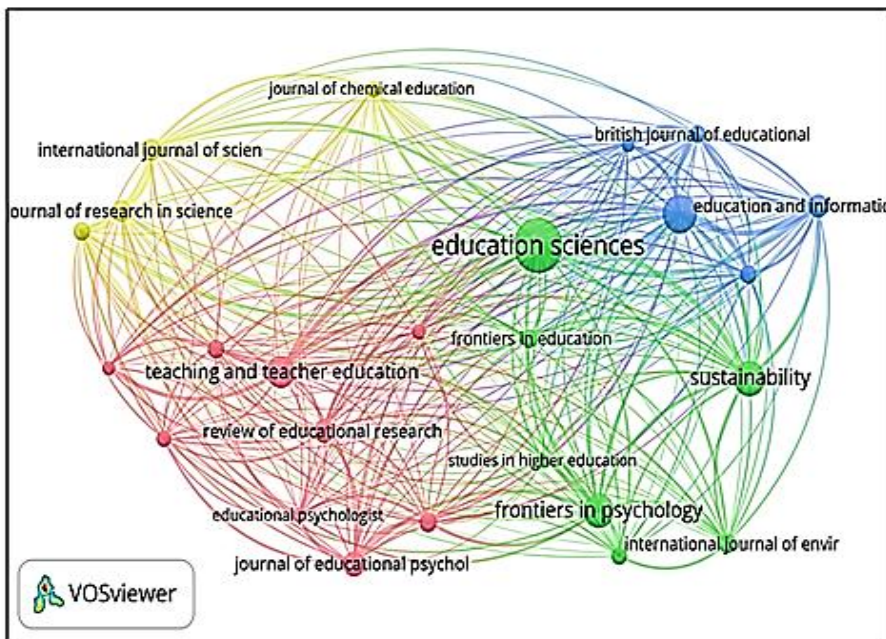 journal of chemical education
british journal of educational
international journal of scien
ournal of research in science
education and informatio
education sciences
frontiers in education
teaching and teacher education
sustainability
review of educational research
studies in higher education
educational psychologist
frontiers in psychology
international journal of envir
journal of educational psychol
VOSviewer